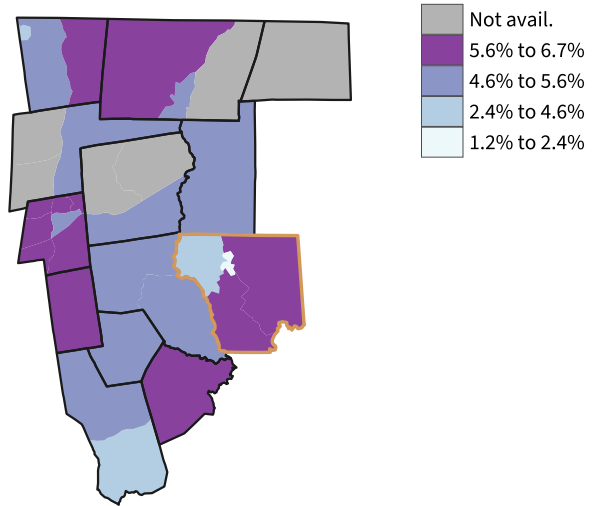 Not avail.
5.6% to 6.7%
4.6% to 5.6%
2.4% to 4.6%
1.2% to 2.4%